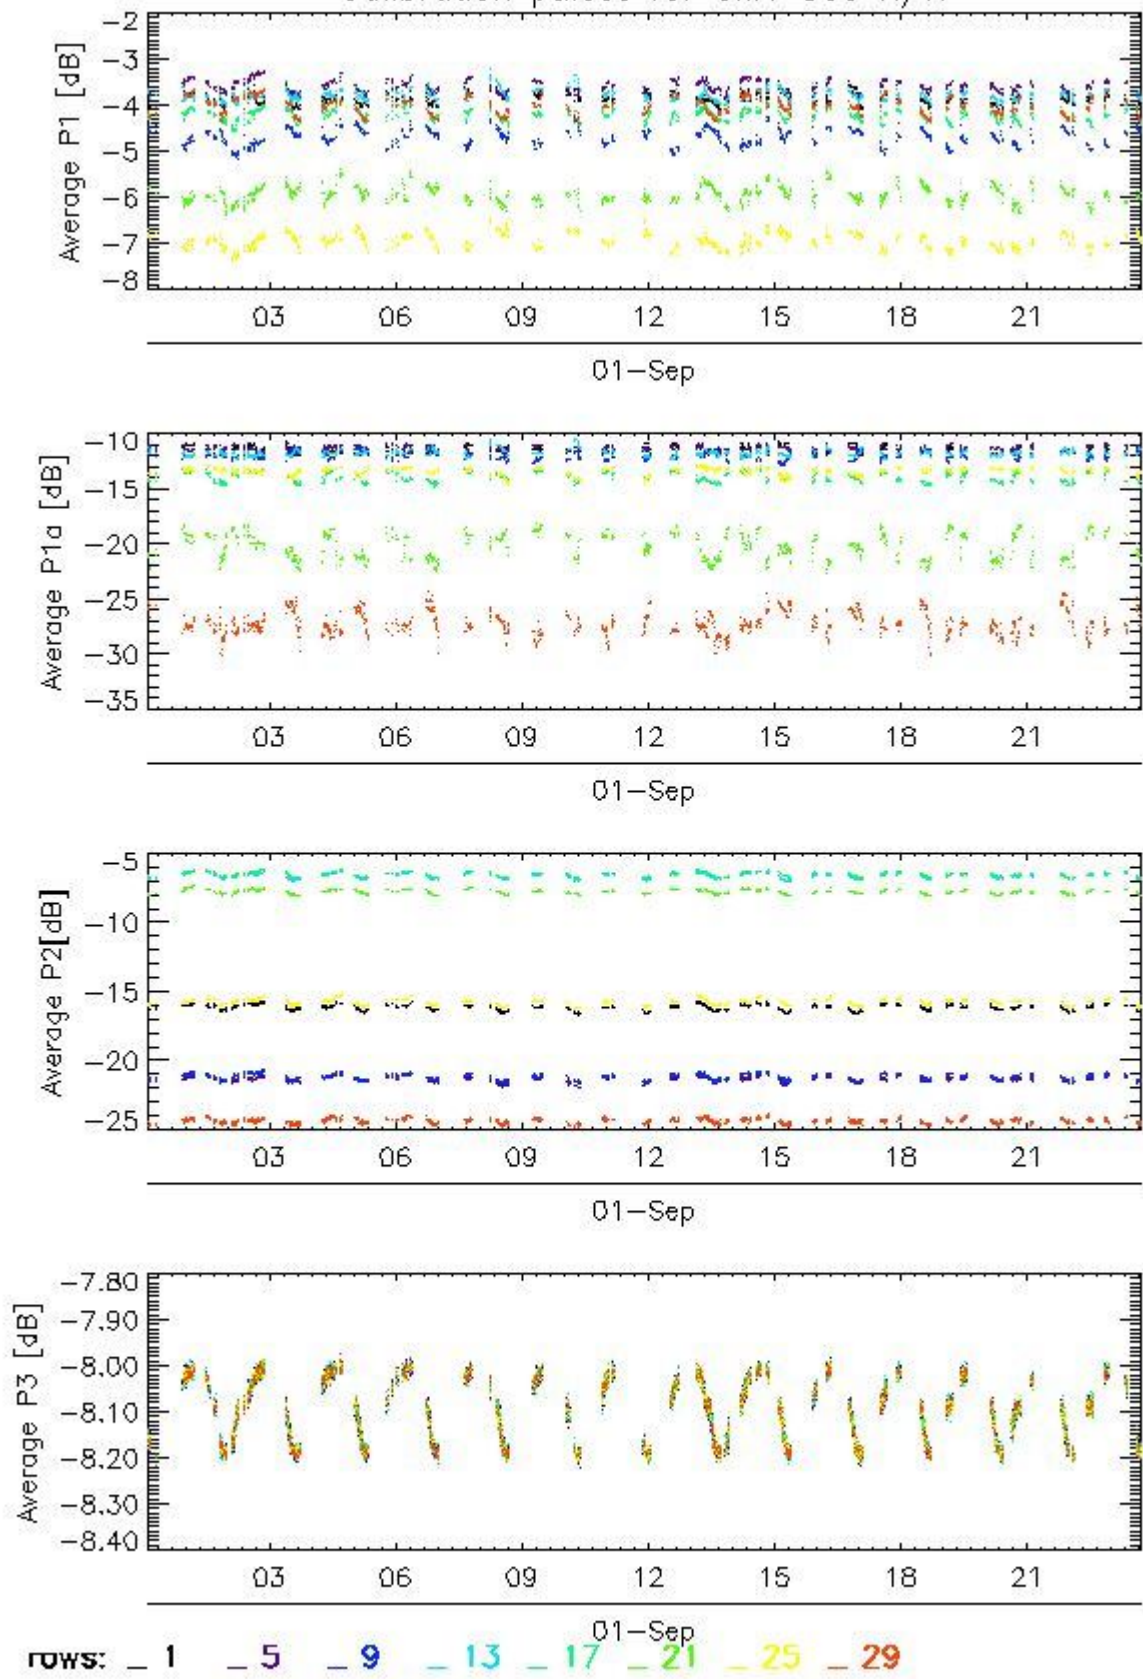 -2
-3
-4
-5
-6
-7
-8
Average P1 [dB]
03 06 09 12 15 18 21
01-Sep
-10
-15
-20
-25
-30
-35
Average P1a [dB]
03 06 09 12 15 18 21
01-Sep
-5
-10
-15
-20
-25
Average P2[dB]
03 06 09 12 15 18 21
01-Sep
-7.80
-7.90
-8.00
-8.10
-8.20
-8.30
-8.40
Average P3 [dB]
03 06 09 12 15 18 21
01-Sep
rows: _ 1 _ 5 _ 9 _ 13 _ 17 _ 21 _ 25 _ 29